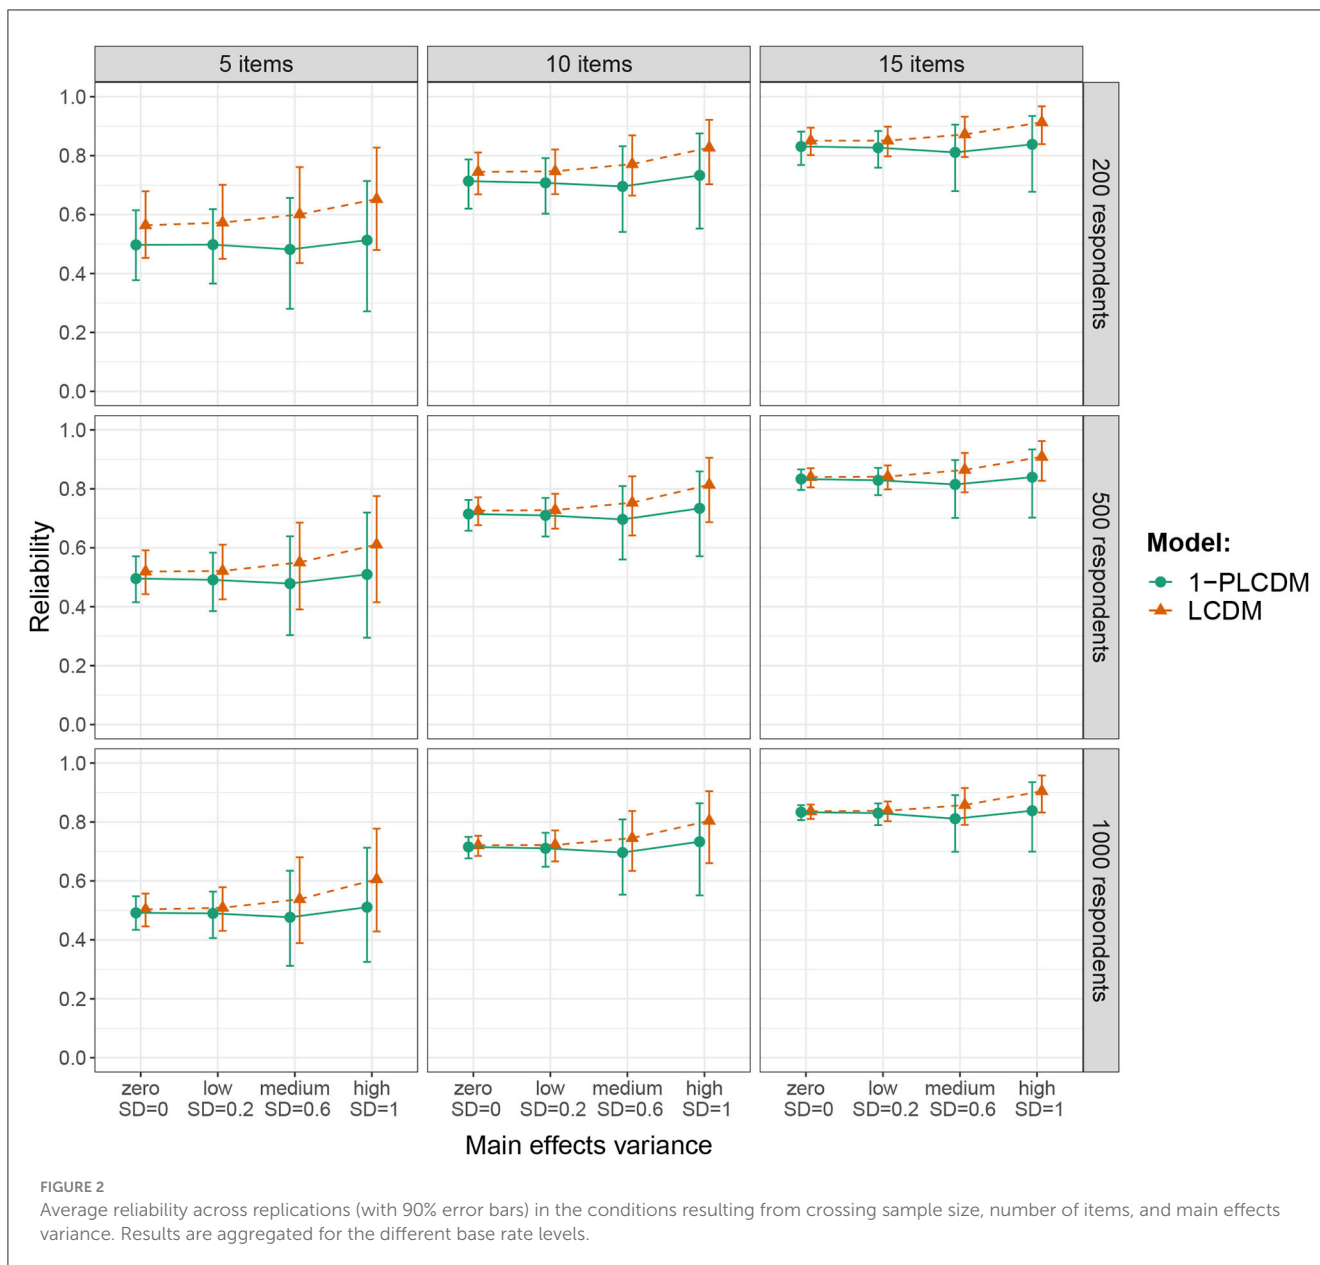 5 items
10 items
15 items
1.0
0.8
0.6
0.4
0.2
0.0
200 respondents
1.0
0.8
0.6
0.4
0.2
0.0
500 respondents
1.0
0.8
0.6
0.4
0.2
0.0
1000 respondents
Reliability
zero low medium high
SD=0 SD=0.2 SD=0.6 SD=1
zero low medium high
SD=0 SD=0.2 SD=0.6 SD=1
zero low medium high
SD=0 SD=0.2 SD=0.6 SD=1
Main effects variance
Model:
1−PLCDM
LCDM
FIGURE 2
Average reliability across replications (with 90% error bars) in the conditions resulting from crossing sample size, number of items, and main effects
variance. Results are aggregated for the different base rate levels.